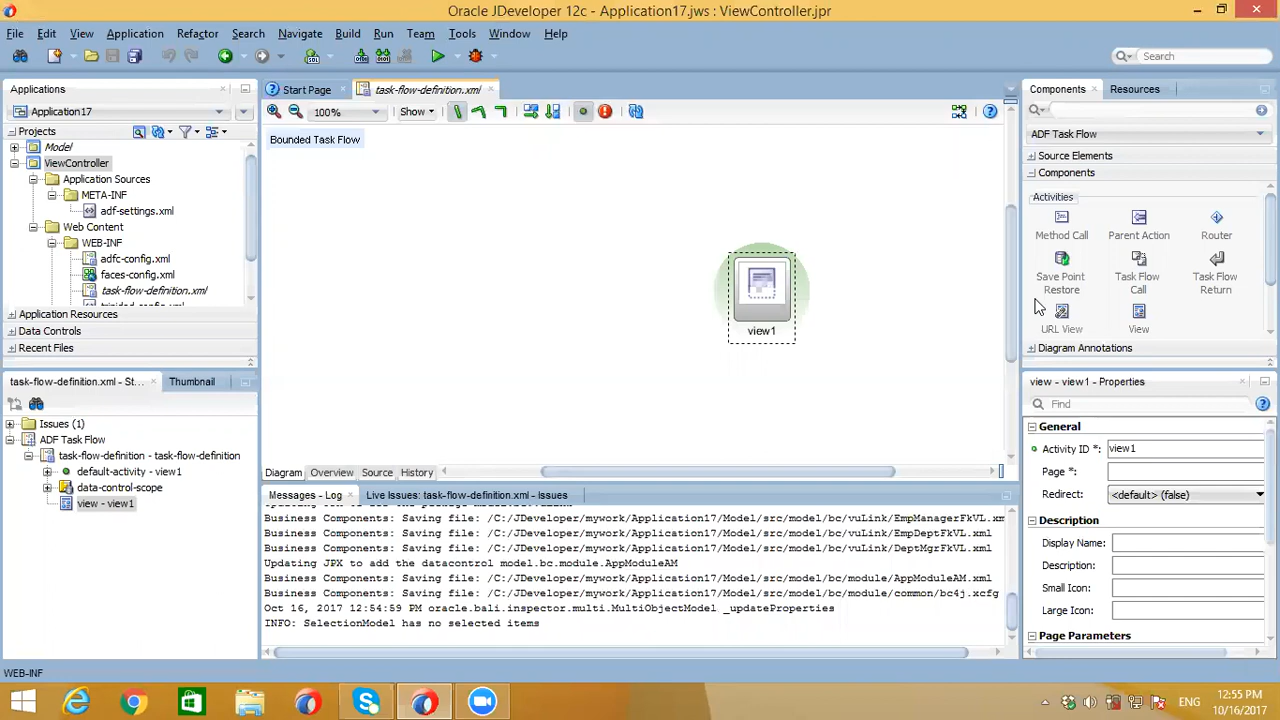 Oracle JDeveloper 12c - Application17.jws : ViewController.jpr
File Edit View Application Refactor Search Navigate Build Run Team Tools Window Help
Search
Applications
Application17
Projects
Model
ViewController
Application Sources
META-INF
adf-settings.xml
Web Content
WEB-INF
adfc-config.xml
faces-config.xml
task-flow-definition.xml
Application Resources
Data Controls
Recent Files
task-flow-definition.xml - St... Thumbnail
Issues (1)
ADF Task Flow
task-flow-definition - task-flow-definition
default-activity - view1
data-control-scope
view - view1
Start Page task-flow-definition.xml
100% Show
Bounded Task Flow
view1
Diagram Overview Source History
Messages - Log Live Issues: task-flow-definition.xml - Issues
Business Components: Saving file: /C:/JDeveloper/mywork/Application17/Model/src/model/bc/vuLink/EmpManagerFkVL.xm
Business Components: Saving file: /C:/JDeveloper/mywork/Application17/Model/src/model/bc/vuLink/EmpDeptFkVL.xml
Business Components: Saving file: /C:/JDeveloper/mywork/Application17/Model/src/model/bc/vuLink/DeptMgrFkVL.xml
Updating JPX to add the datacontrol model.bc.module.AppModuleAM
Business Components: Saving file: /C:/JDeveloper/mywork/Application17/Model/src/model/bc/module/AppModuleAM.xml
Business Components: Saving file: /C:/JDeveloper/mywork/Application17/Model/src/model/bc/module/common/bc4j.xcfg
Oct 16, 2017 12:54:59 PM oracle.bali.inspector.multi.MultiObjectModel _updateProperties
INFO: SelectionModel has no selected items
Components Resources
ADF Task Flow
Source Elements
Components
Activities
Method Call Parent Action Router
Save Point Restore Task Flow Call Task Flow Return
URL View View
Diagram Annotations
view - view1 - Properties
Find
General
Activity ID *: view1
Page *:
Redirect: <default> (false)
Description
Display Name:
Description:
Small Icon:
Large Icon:
Page Parameters
WEB-INF
ENG 12:55 PM
10/16/2017